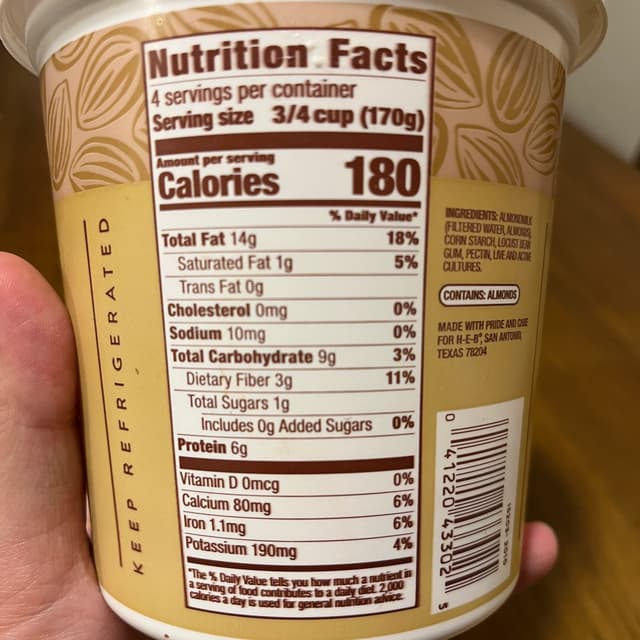 KEEP REFRIGERATED
Nutrition Facts
4 servings per container
Serving size 3/4 cup (170g)
Amount per serving
Calories 180
% Daily Value*
Total Fat 14g 18%
Saturated Fat 1g 5%
Trans Fat 0g
Cholesterol 0mg 0%
Sodium 10mg 0%
Total Carbohydrate 9g 3%
Dietary Fiber 3g 11%
Total Sugars 1g
Includes 0g Added Sugars 0%
Protein 6g
Vitamin D 0mcg 0%
Calcium 80mg 6%
Iron 1.1mg 6%
Potassium 190mg 4%
*The % Daily Value tells you how much a nutrient in
a serving of food contributes to a daily diet. 2,000
calories a day is used for general nutrition advice.
INGREDIENTS: ALMONDMILK
(FILTERED WATER, ALMONDS),
CORN STARCH, LOCUST BEAN
GUM, PECTIN, LIVE AND ACTIVE
CULTURES.
CONTAINS: ALMONDS
MADE WITH PRIDE AND CARE
FOR H-E-B®, SAN ANTONIO,
TEXAS 78204
0 41220 43302 5